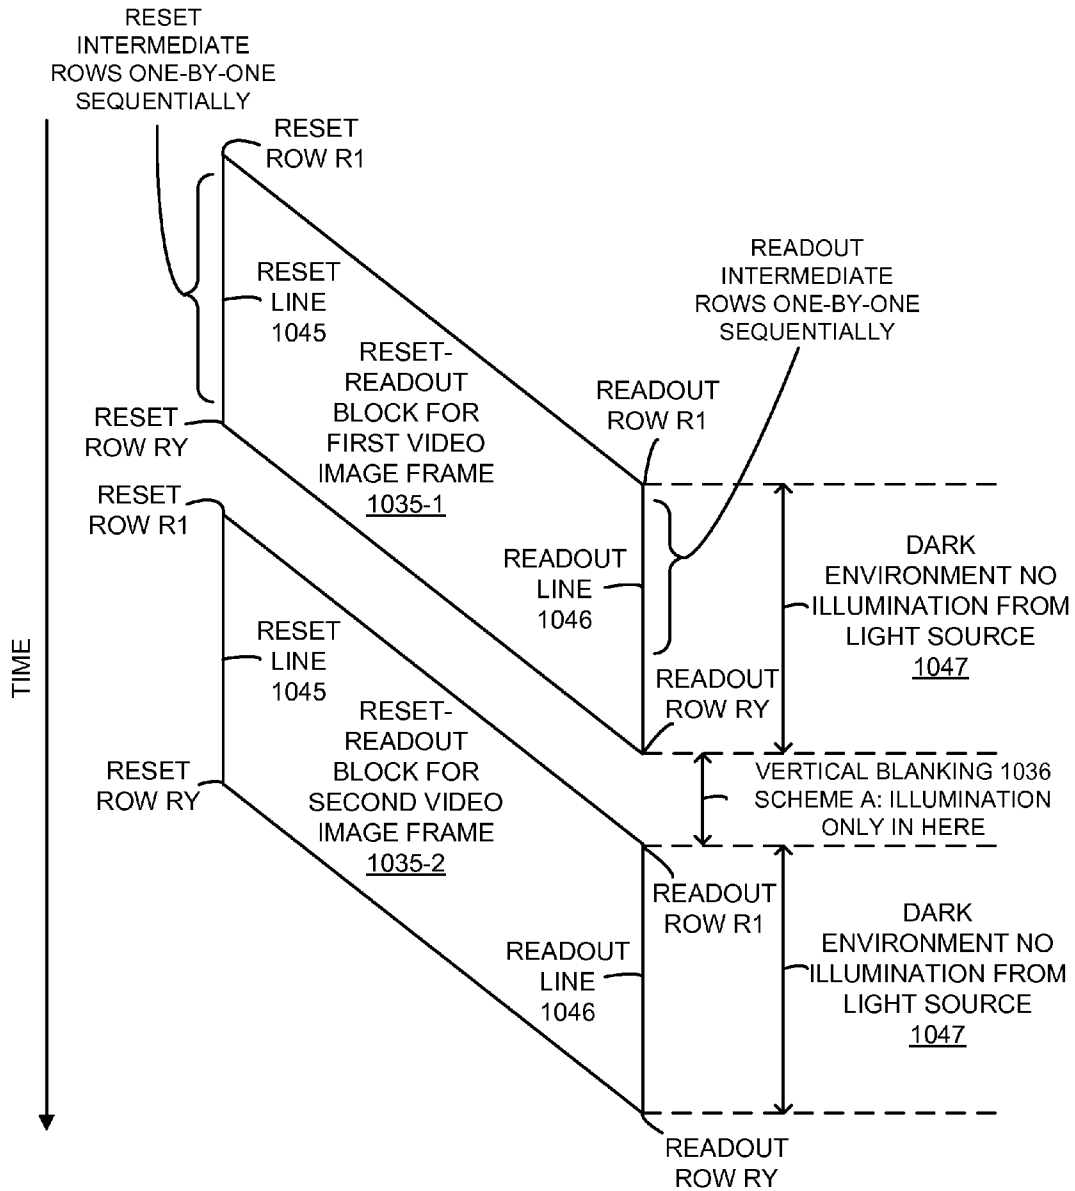 RESET
INTERMEDIATE
ROWS ONE-BY-ONE
SEQUENTIALLY
RESET
ROW R1
READOUT
INTERMEDIATE
ROWS ONE-BY-ONE
SEQUENTIALLY
RESET
LINE
1045
RESET-
READOUT
BLOCK FOR
FIRST VIDEO
IMAGE FRAME
1035-1
READOUT
ROW R1
RESET
ROW RY
RESET
ROW R1
READOUT
LINE
1046
DARK
ENVIRONMENT NO
ILLUMINATION FROM
LIGHT SOURCE
1047
TIME
RESET
LINE
1045
READOUT
ROW RY
RESET-
READOUT
BLOCK FOR
SECOND VIDEO
IMAGE FRAME
1035-2
RESET
ROW RY
VERTICAL BLANKING 1036
SCHEME A: ILLUMINATION
ONLY IN HERE
READOUT
ROW R1
READOUT
LINE
1046
DARK
ENVIRONMENT NO
ILLUMINATION FROM
LIGHT SOURCE
1047
READOUT
ROW RY